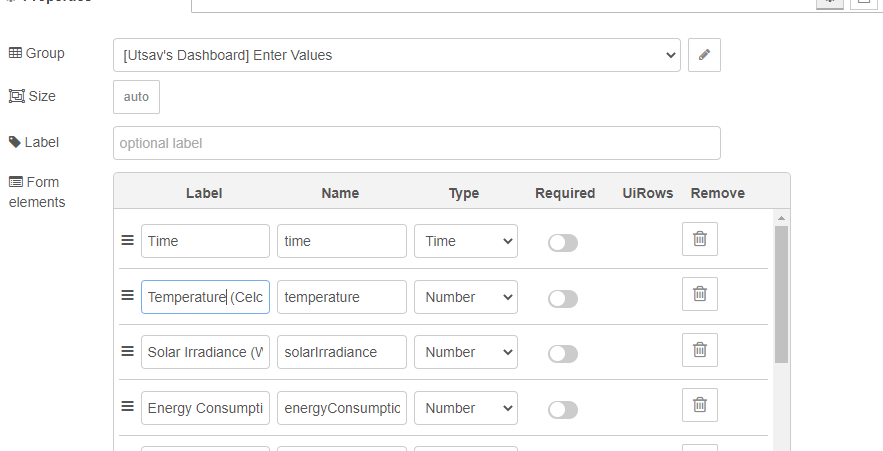 Properties
Group [Utsav's Dashboard] Enter Values
Size auto
Label optional label
Form elements
Label Name Type Required UiRows Remove
Time time Time
Temperature (Celc temperature Number
Solar Irradiance (W solarIrradiance Number
Energy Consumpti energyConsumptic Number